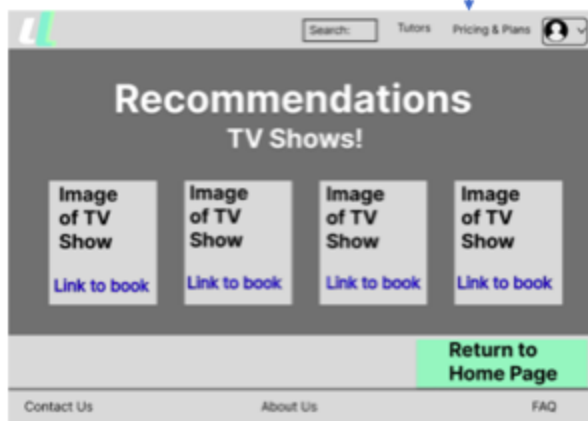 Search:
Tutors
Pricing & Plans
Recommendations
TV Shows!
Image
of TV
Show
Link to book
Image
of TV
Show
Link to book
Image
of TV
Show
Link to book
Image
of TV
Show
Link to book
Return to
Home Page
Contact Us
About Us
FAQ